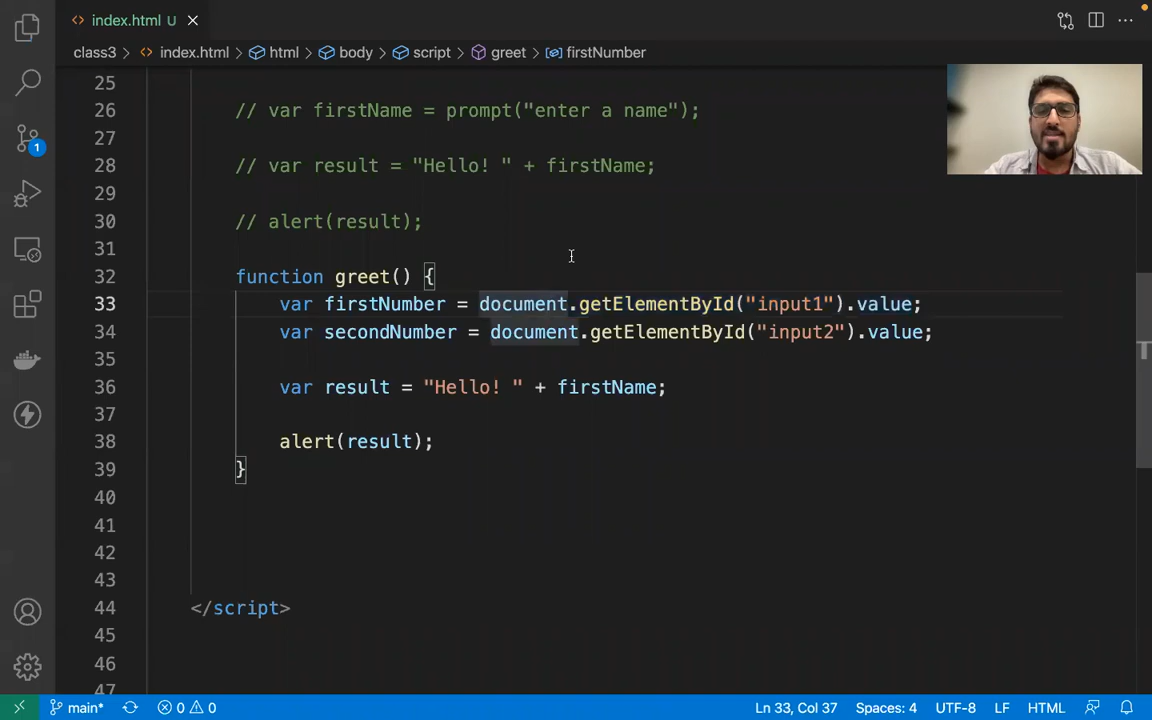 index.html U
class3 > index.html > html > body > script > greet > firstNumber
25
26 // var firstName = prompt("enter a name");
27
28 // var result = "Hello! " + firstName;
29
30 // alert(result);
31
32 function greet() {
33 var firstNumber = document.getElementById("input1").value;
34 var secondNumber = document.getElementById("input2").value;
35
36 var result = "Hello! " + firstName;
37
38 alert(result);
39 }
40
41
42
43
44 </script>
45
46
47
1
main* 0 0 Ln 33, Col 37 Spaces: 4 UTF-8 LF HTML